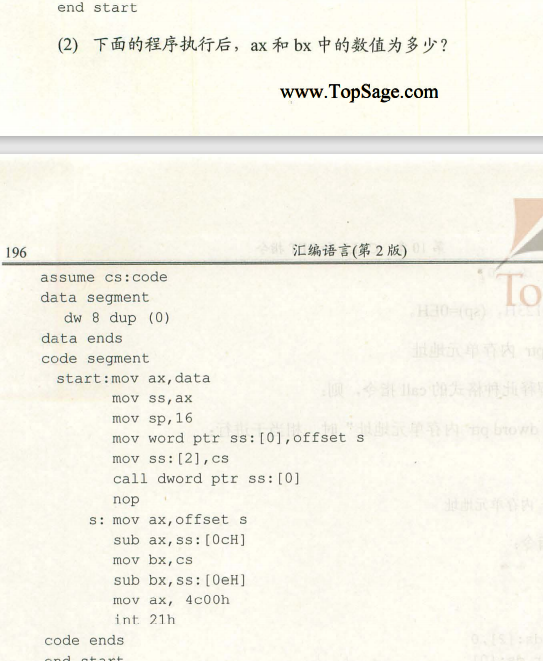 end start
(2) 下面的程序执行后，ax 和 bx 中的数值为多少？
www.TopSage.com
196
汇编语言(第 2 版)
To
assume cs:code
data segment
dw 8 dup (0)
data ends
code segment
start:mov ax,data
mov ss,ax
mov sp,16
mov word ptr ss:[0],offset s
mov ss:[2],cs
call dword ptr ss:[0]
nop
s: mov ax,offset s
sub ax,ss:[0cH]
mov bx,cs
sub bx,ss:[0eH]
mov ax, 4c00h
int 21h
code ends
end start